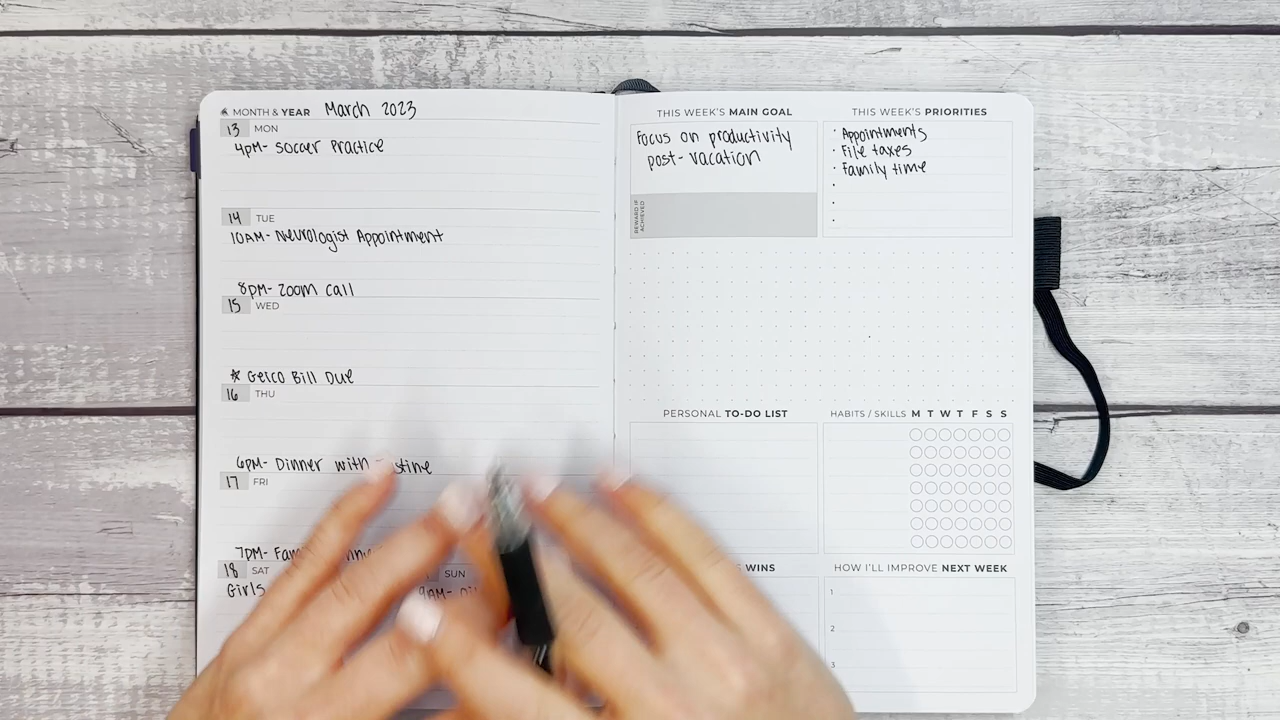 MONTH & YEAR March 2023
13 MON
4PM- Soccer Practice
14 TUE
10AM- Neurologist Appointment
8PM- Zoom
15 WED
* Geico Bill Due
16 THU
6PM- Dinner with
17 FRI
7PM-
18 SAT
SUN
Girls
9AM-
THIS WEEK'S MAIN GOAL
Focus on productivity
post-vacation
REWARD IF
ACHIEVED
THIS WEEK'S PRIORITIES
· Appointments
· File taxes
· Family time
PERSONAL TO-DO LIST
HABITS / SKILLS M T W T F S S
WINS
HOW I'LL IMPROVE NEXT WEEK
1
2
3